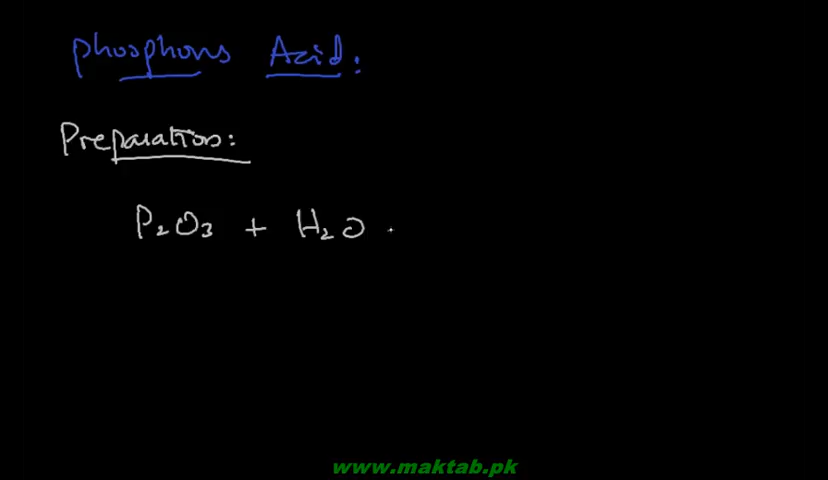 Phosphorus Acid:
Preparation:
P₂O₃ + H₂O
www.maktab.pk